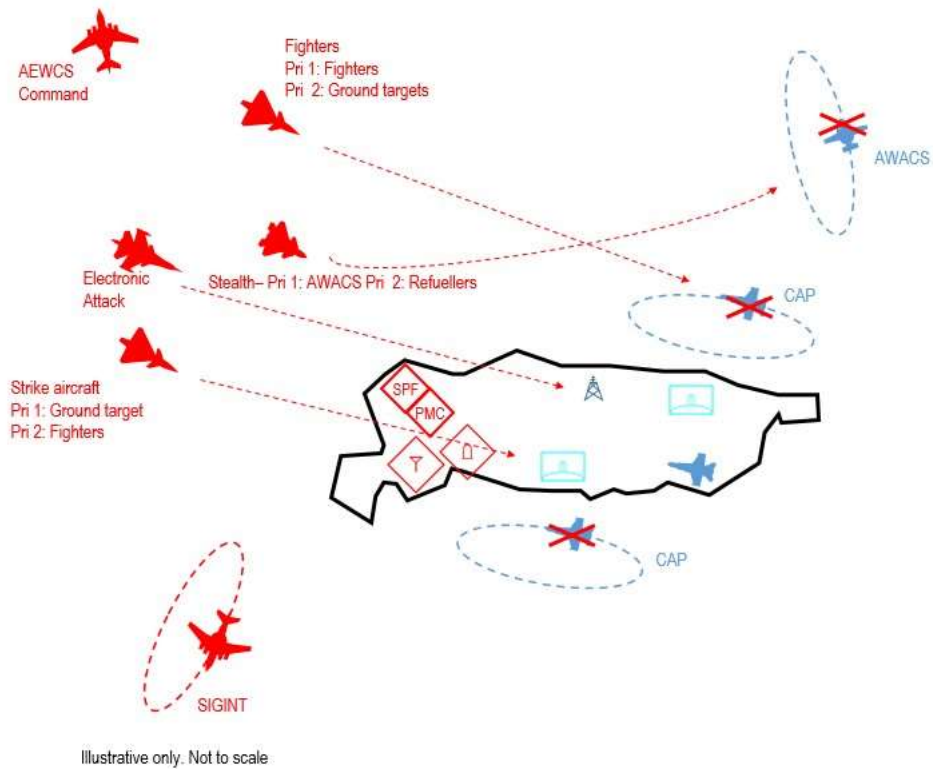 AEWCS
Command
Fighters
Pri 1: Fighters
Pri 2: Ground targets
AWACS
Electronic
Attack
Stealth– Pri 1: AWACS Pri 2: Refuellers
CAP
Strike aircraft
Pri 1: Ground target
Pri 2: Fighters
SPF
PMC
CAP
SIGINT
Illustrative only. Not to scale